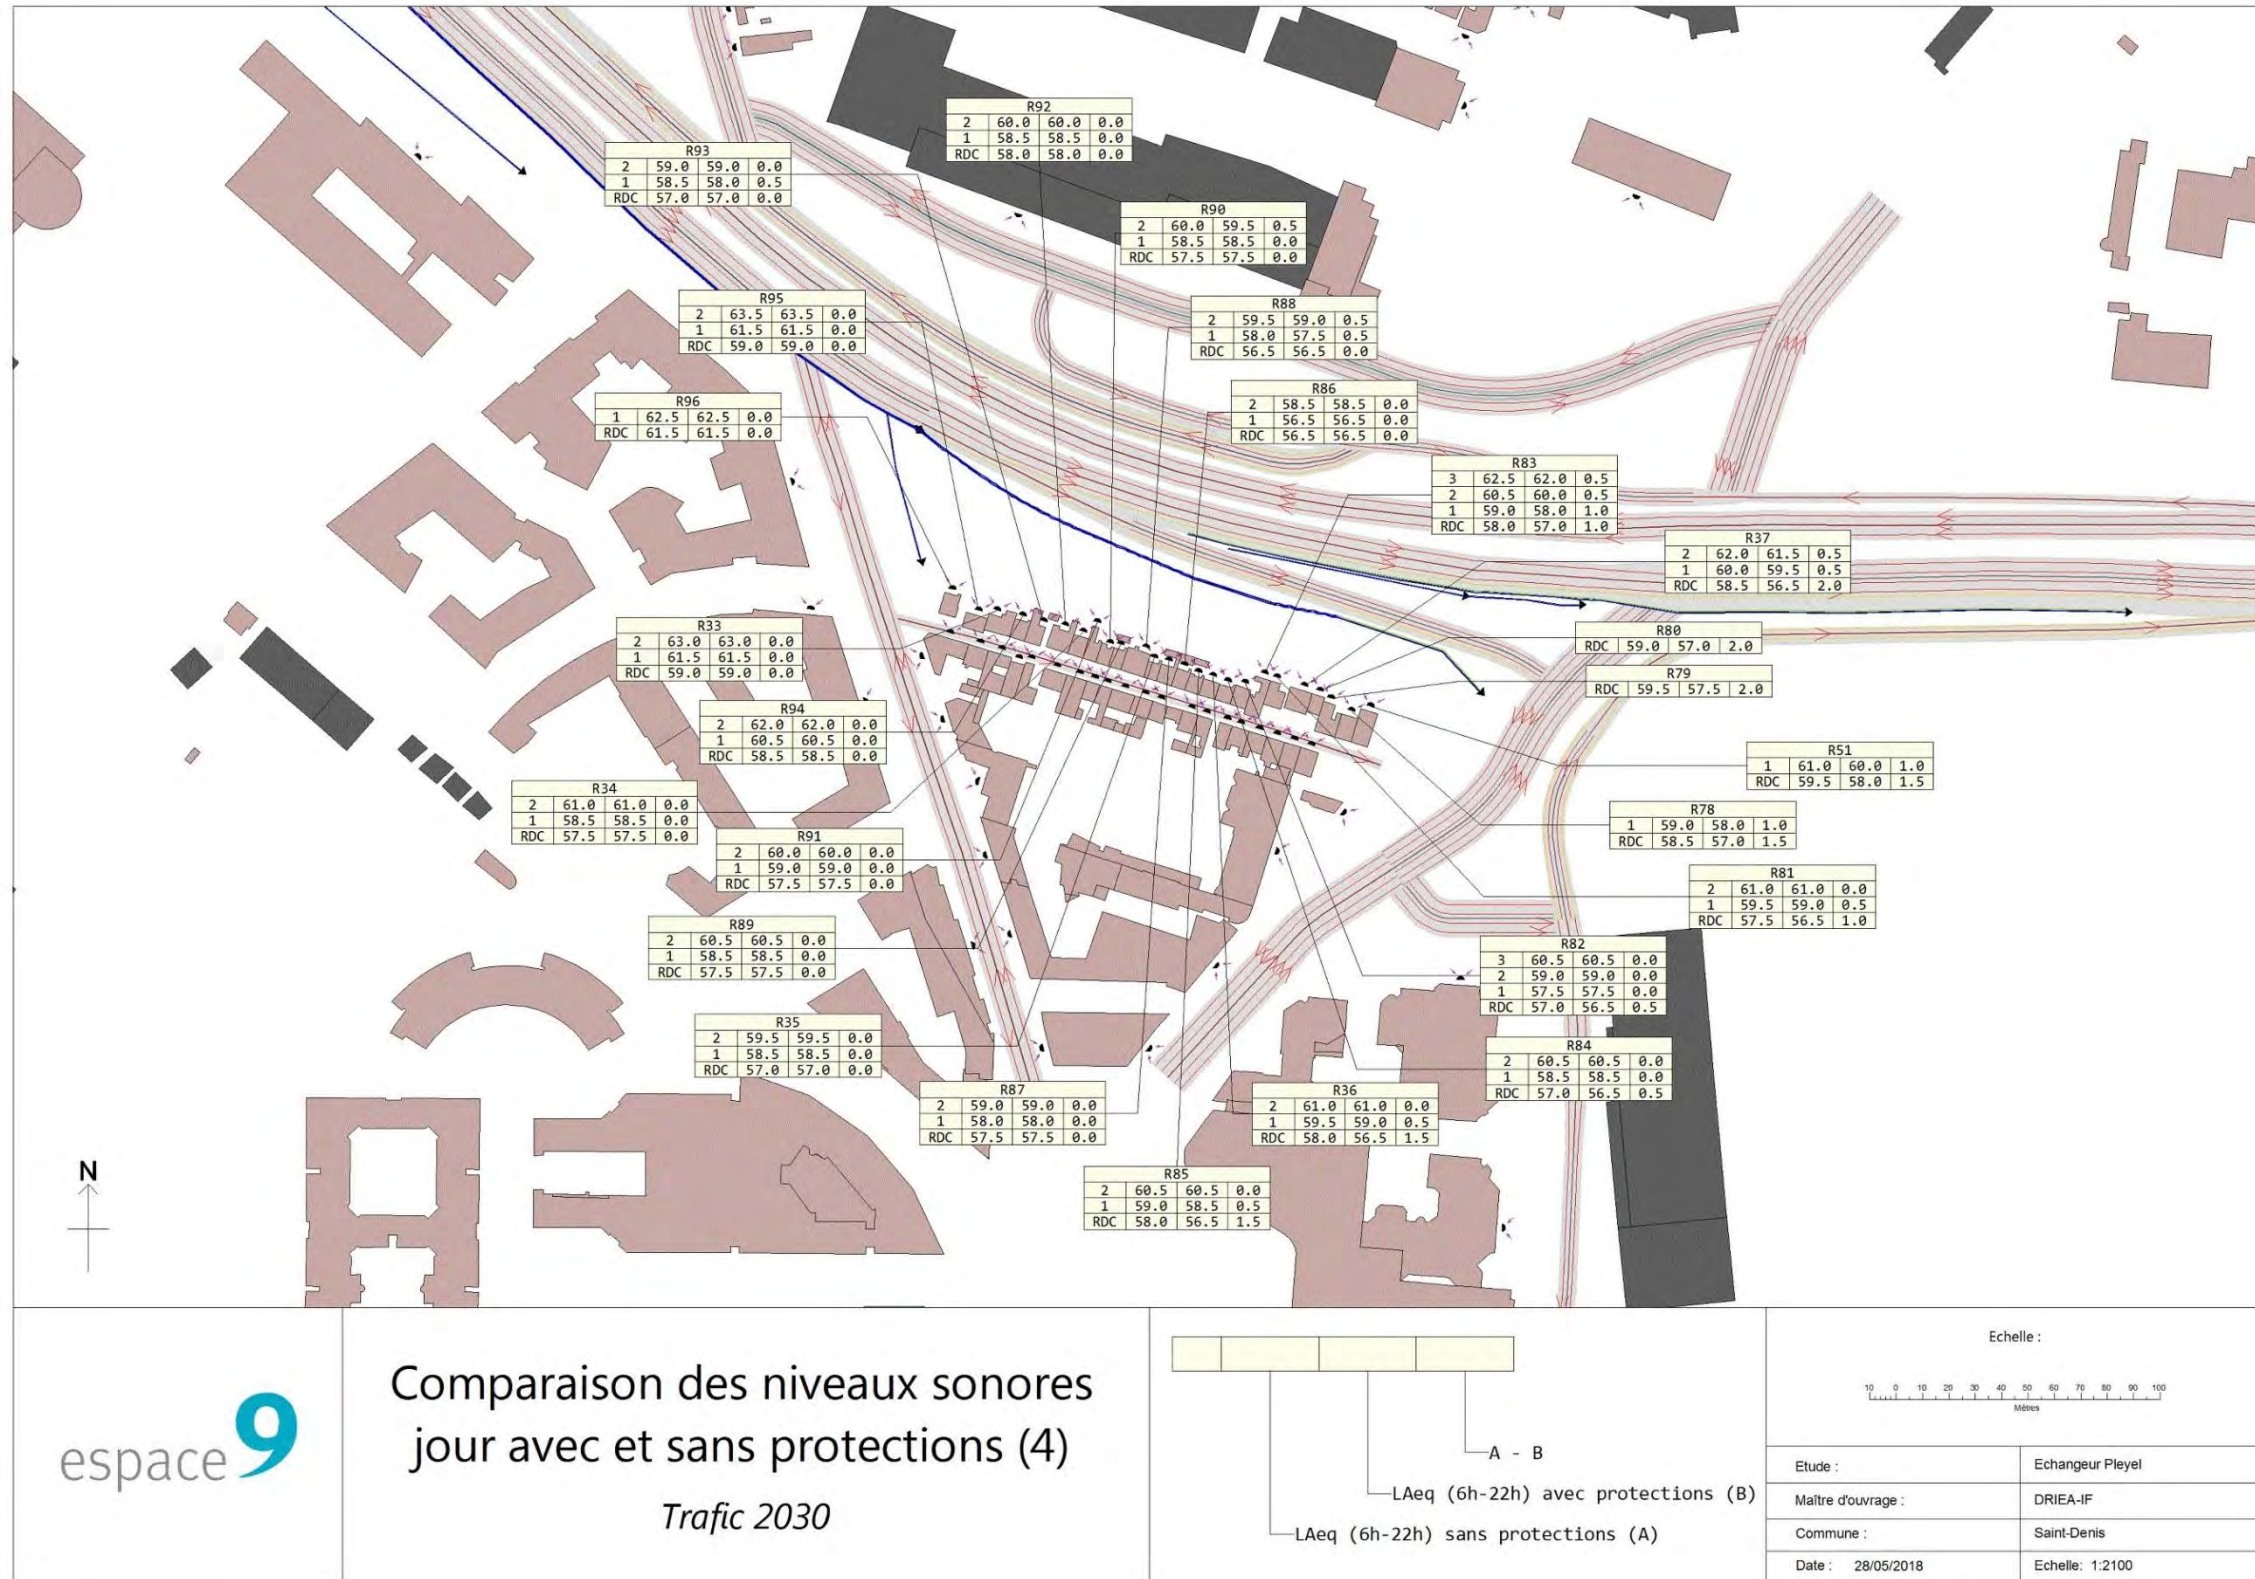 R92
2 60.0 60.0 0.0
1 58.5 58.5 0.0
RDC 58.0 58.0 0.0
R93
2 59.0 59.0 0.0
1 58.5 58.0 0.5
RDC 57.0 57.0 0.0
R90
2 60.0 59.5 0.5
1 58.5 58.5 0.0
RDC 57.5 57.5 0.0
R95
2 63.5 63.5 0.0
1 61.5 61.5 0.0
RDC 59.0 59.0 0.0
R88
2 59.5 59.0 0.5
1 58.0 57.5 0.5
RDC 56.5 56.5 0.0
R96
1 62.5 62.5 0.0
RDC 61.5 61.5 0.0
R86
2 58.5 58.5 0.0
1 56.5 56.5 0.0
RDC 56.5 56.5 0.0
R83
3 62.5 62.0 0.5
2 60.5 60.0 0.5
1 59.0 58.0 1.0
RDC 58.0 57.0 1.0
R37
2 62.0 61.5 0.5
1 60.0 59.5 0.5
RDC 58.5 56.5 2.0
R33
2 63.0 63.0 0.0
1 61.5 61.5 0.0
RDC 59.0 59.0 0.0
R80
RDC 59.0 57.0 2.0
R79
RDC 59.5 57.5 2.0
R94
2 62.0 62.0 0.0
1 60.5 60.5 0.0
RDC 58.5 58.5 0.0
R51
1 61.0 60.0 1.0
RDC 59.5 58.0 1.5
R34
2 61.0 61.0 0.0
1 58.5 58.5 0.0
RDC 57.5 57.5 0.0
R78
1 59.0 58.0 1.0
RDC 58.5 57.0 1.5
R91
2 60.0 60.0 0.0
1 59.0 59.0 0.0
RDC 57.5 57.5 0.0
R81
2 61.0 61.0 0.0
1 59.5 59.0 0.5
RDC 57.5 56.5 1.0
R89
2 60.5 60.5 0.0
1 58.5 58.5 0.0
RDC 57.5 57.5 0.0
R82
3 60.5 60.5 0.0
2 59.0 59.0 0.0
1 57.5 57.5 0.0
RDC 57.0 56.5 0.5
R35
2 59.5 59.5 0.0
1 58.5 58.5 0.0
RDC 57.0 57.0 0.0
R84
2 60.5 60.5 0.0
1 58.5 58.5 0.0
RDC 57.0 56.5 0.5
R87
2 59.0 59.0 0.0
1 58.0 58.0 0.0
RDC 57.5 57.5 0.0
R36
2 61.0 61.0 0.0
1 59.5 59.0 0.5
RDC 58.0 56.5 1.5
R85
2 60.5 60.5 0.0
1 59.0 58.5 0.5
RDC 58.0 56.5 1.5
N
espace9
Comparaison des niveaux sonores
jour avec et sans protections (4)
Trafic 2030
A - B
LAeq (6h-22h) avec protections (B)
LAeq (6h-22h) sans protections (A)
Echelle :
10 0 10 20 30 40 50 60 70 80 90 100
Mètres
Etude : Echangeur Pleyel
Maître d'ouvrage : DRIEA-IF
Commune : Saint-Denis
Date : 28/05/2018 Echelle: 1:2100